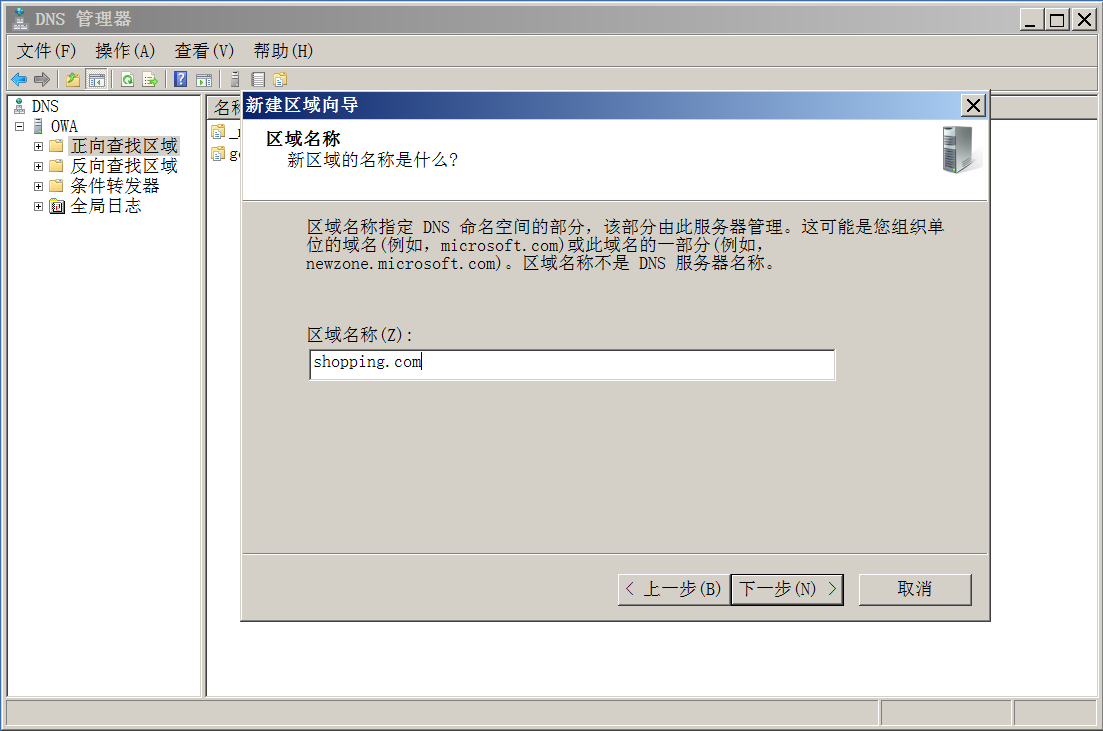 DNS 管理器
文件(F) 操作(A) 查看(V) 帮助(H)
DNS
OWA
正向查找区域
反向查找区域
条件转发器
全局日志
新建区域向导
区域名称
新区域的名称是什么?
区域名称指定 DNS 命名空间的部分，该部分由此服务器管理。这可能是您组织单
位的域名(例如，microsoft.com)或此域名的一部分(例如，
newzone.microsoft.com)。区域名称不是 DNS 服务器名称。
区域名称(Z):
shopping.com
< 上一步(B) 下一步(N) > 取消